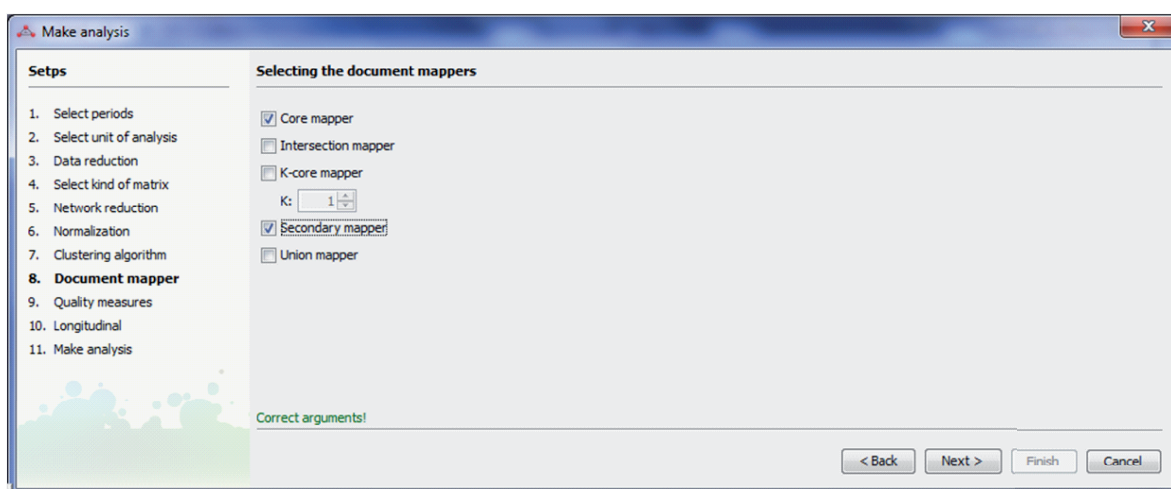 Make analysis
X
Setps
1. Select periods
2. Select unit of analysis
3. Data reduction
4. Select kind of matrix
5. Network reduction
6. Normalization
7. Clustering algorithm
8. Document mapper
9. Quality measures
10. Longitudinal
11. Make analysis
Selecting the document mappers
Core mapper
Intersection mapper
K-core mapper
K: 1
Secondary mapper
Union mapper
Correct arguments!
< Back Next > Finish Cancel